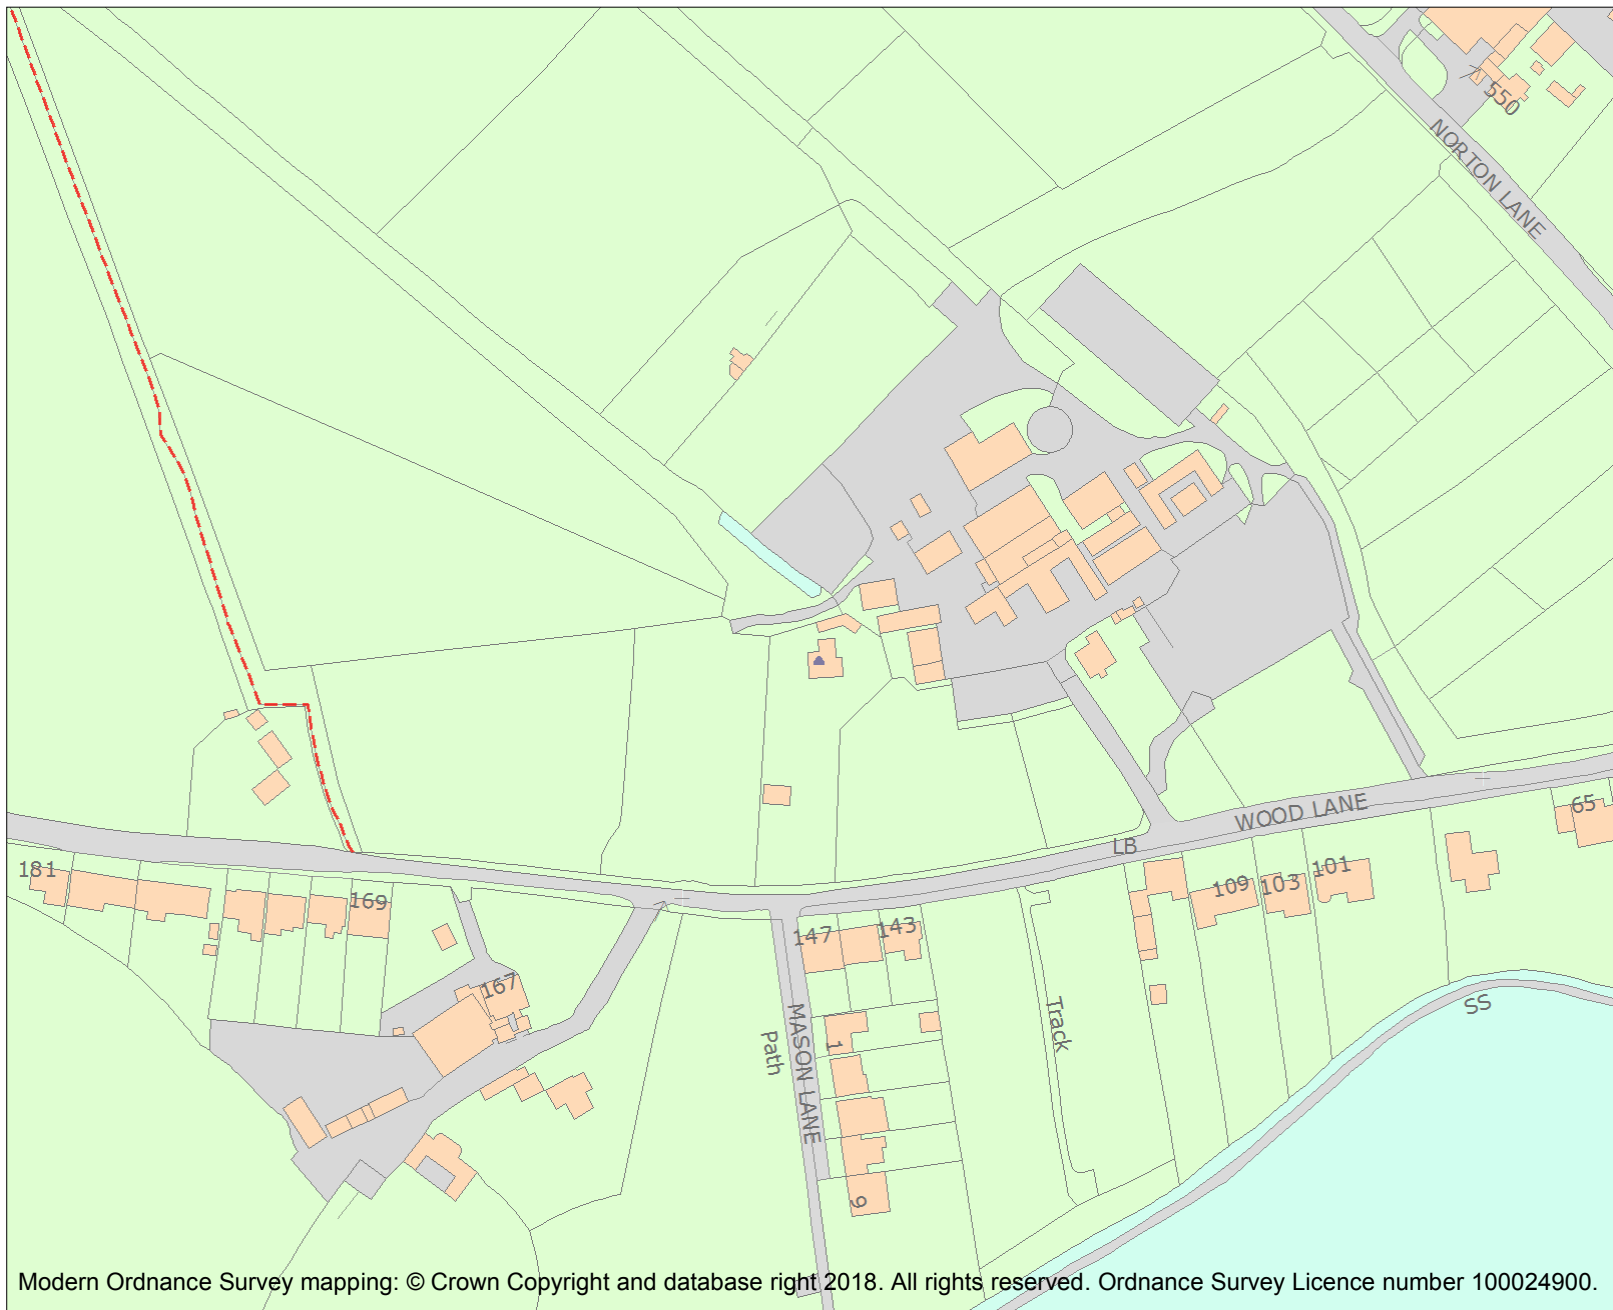 550
NORTON LANE
WOOD LANE
65
LB
181
169
109
103
101
147
143
167
SS
MASON LANE
Path
Track
1
9
Modern Ordnance Survey mapping: © Crown Copyright and database right 2018. All rights reserved. Ordnance Survey Licence number 100024900.